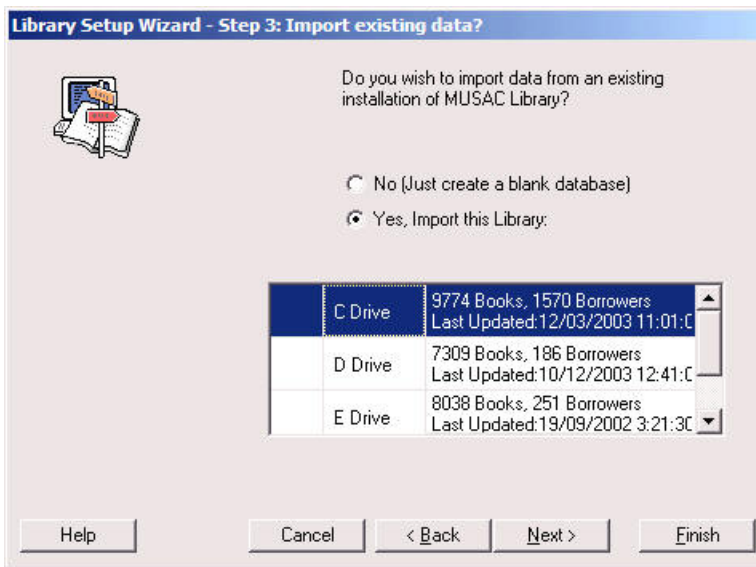 Library Setup Wizard - Step 3: Import existing data?
Do you wish to import data from an existing
installation of MUSAC Library?
No (Just create a blank database)
Yes, Import this Library:
C Drive
9774 Books, 1570 Borrowers
Last Updated:12/03/2003 11:01:0
D Drive
7309 Books, 186 Borrowers
Last Updated:10/12/2003 12:41:0
E Drive
8038 Books, 251 Borrowers
Last Updated:19/09/2002 3:21:30
Help
Cancel
< Back
Next >
Finish